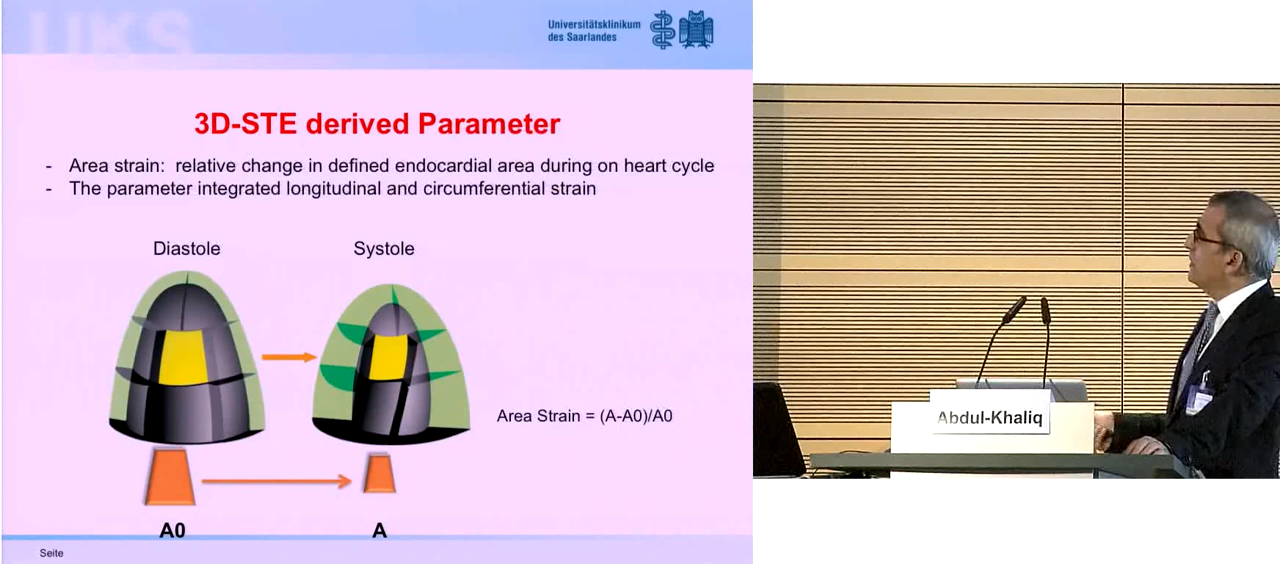 UKS
Universitätsklinikum
des Saarlandes
3D-STE derived Parameter
- Area strain: relative change in defined endocardial area during on heart cycle
- The parameter integrated longitudinal and circumferential strain
Diastole
Systole
Area Strain = (A-A0)/A0
A0
A
Seite
Abdul-Khaliq